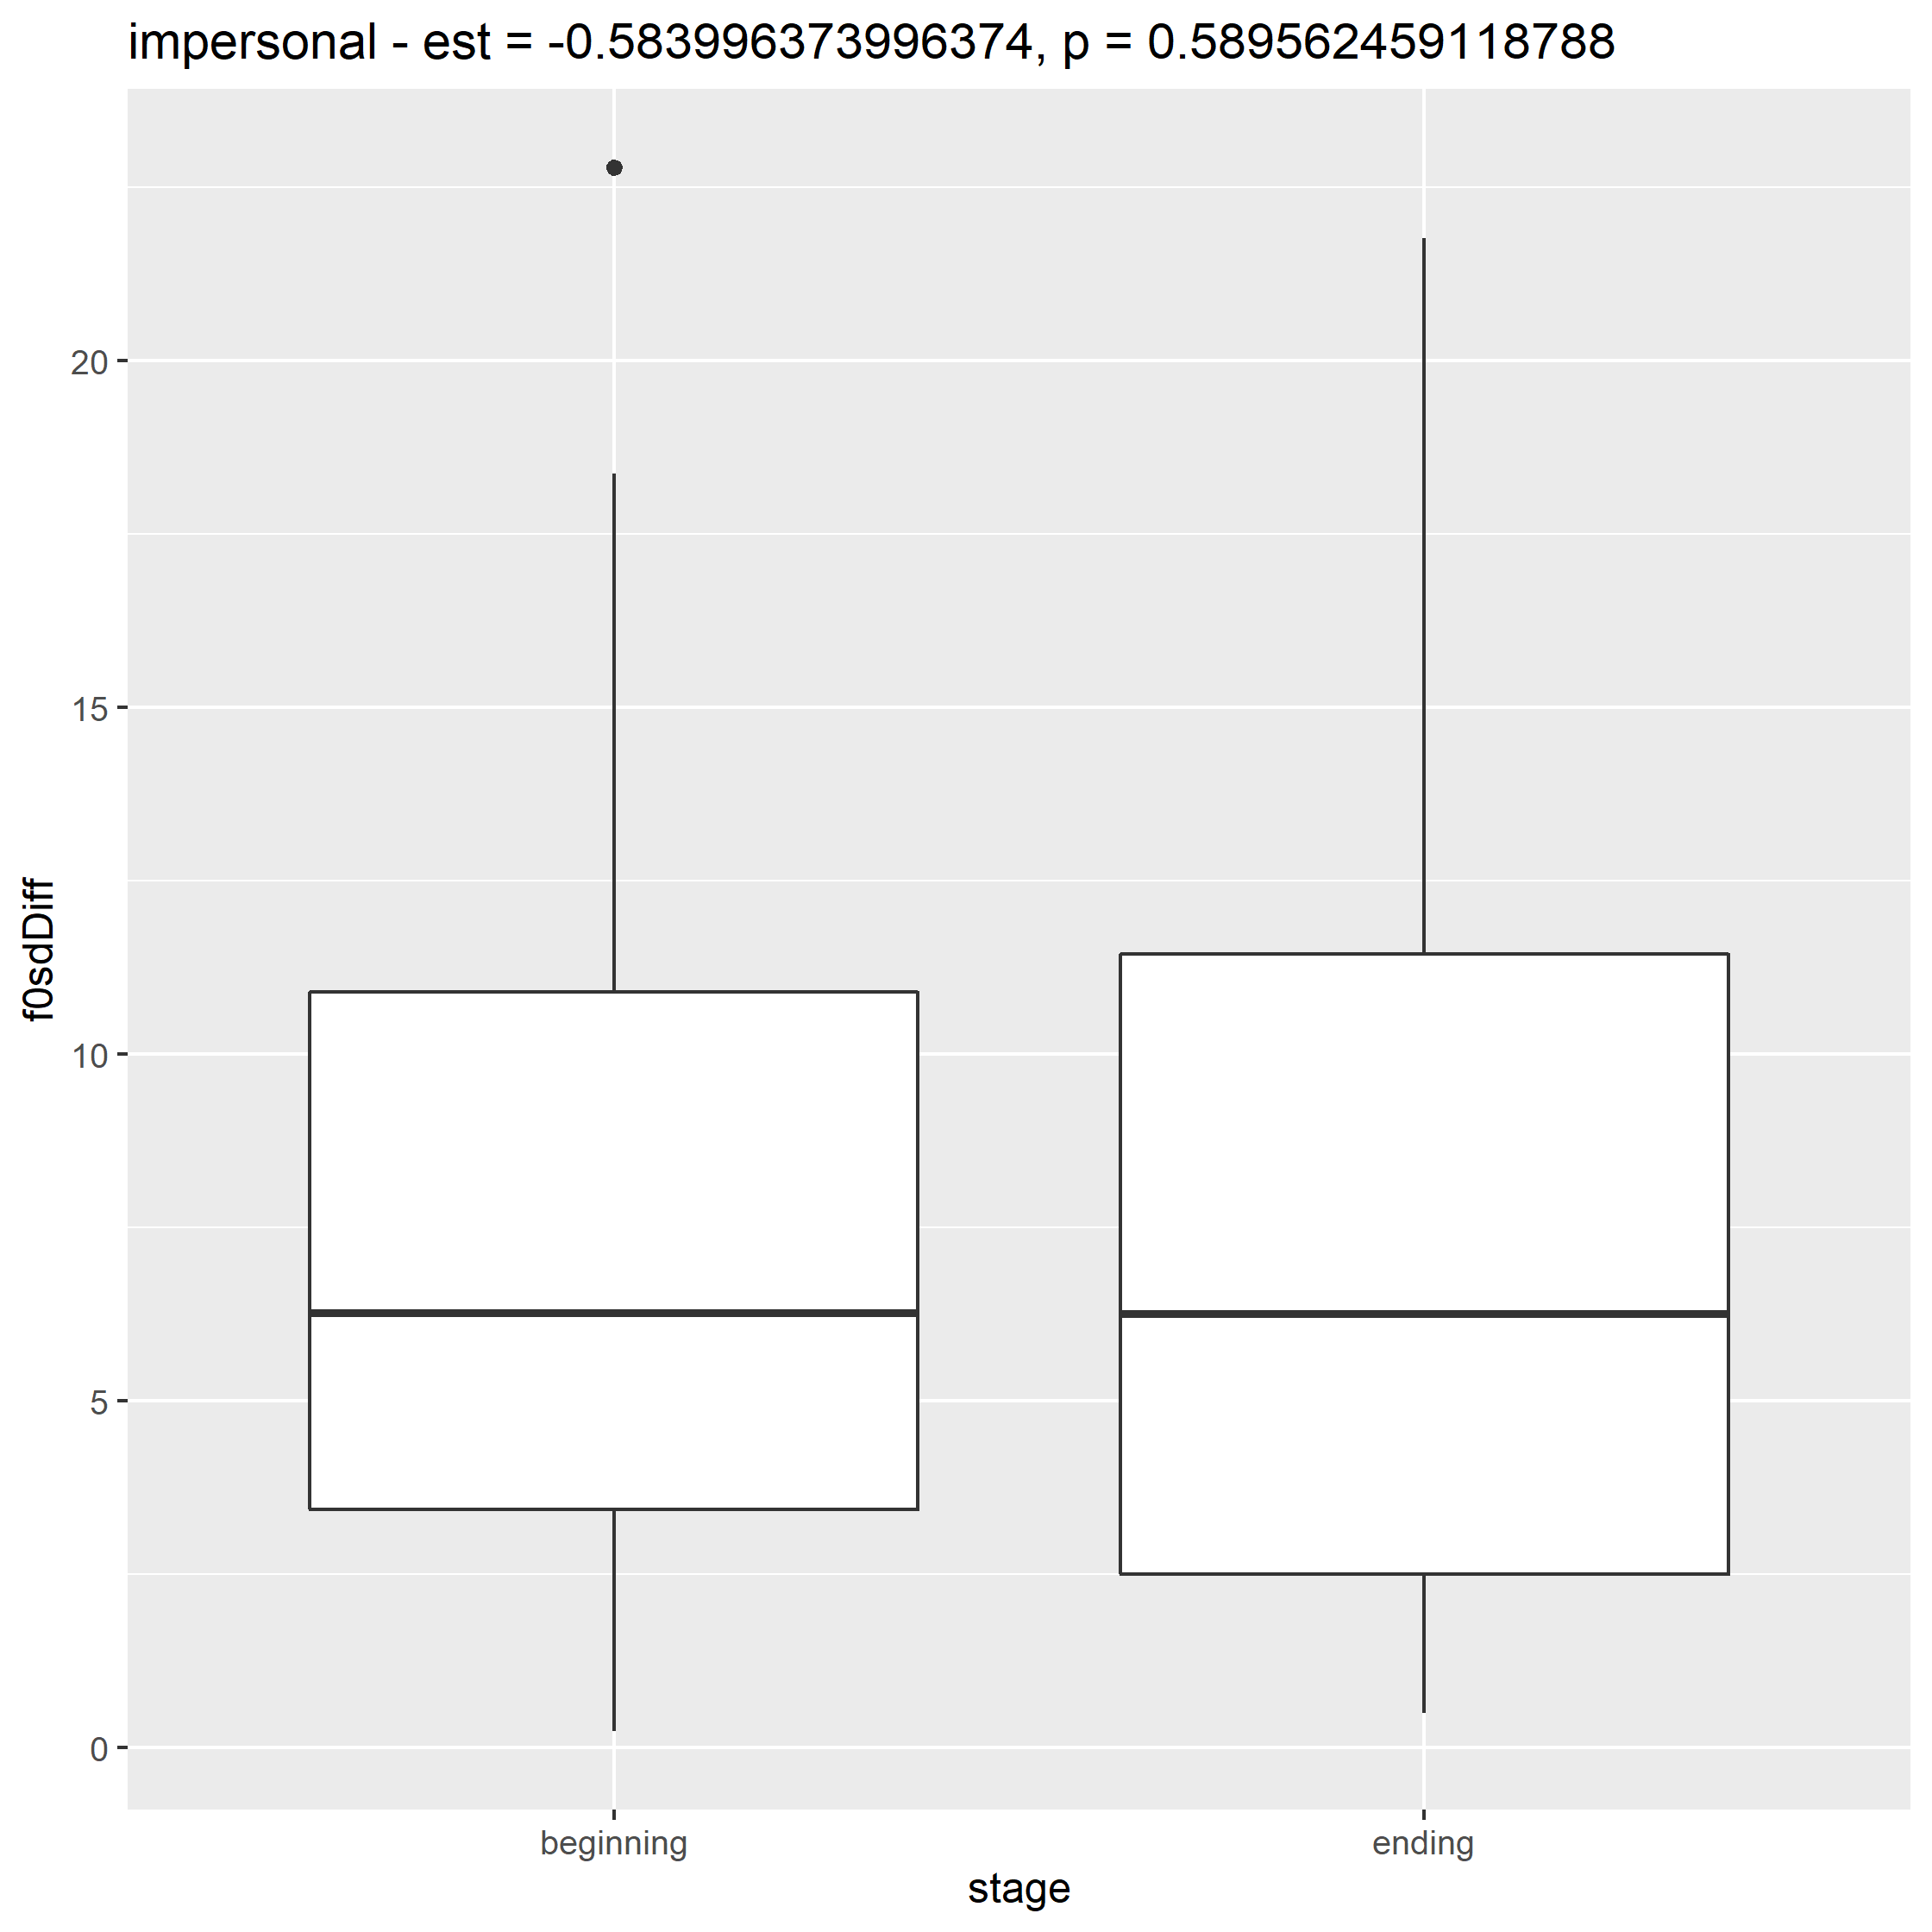 impersonal - est = -0.583996373996374, p = 0.589562459118788
f0sdDiff
20
15
10
5
0
beginning
ending
stage